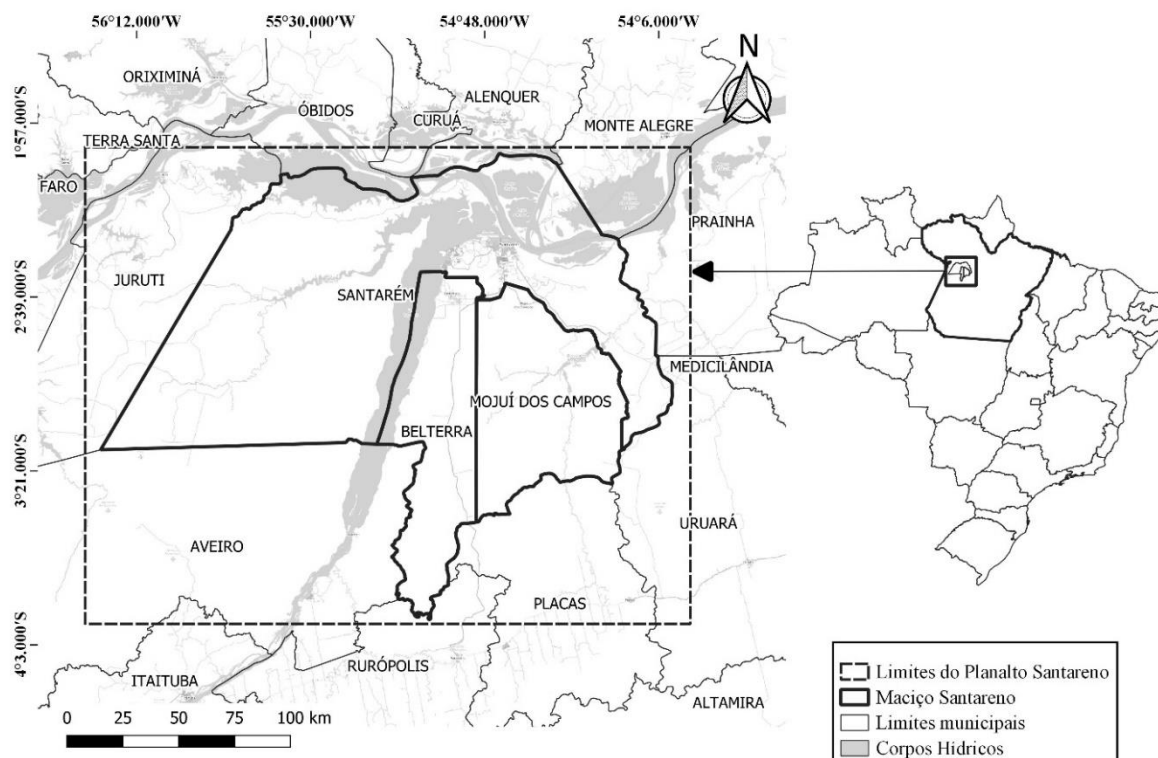 56°12.000'W 55°30.000'W 54°48.000'W 54°6.000'W
N
ORIXIMINÁ
ÓBIDOS
ALENQUER
CURUÁ
MONTE ALEGRE
1°57.000'S
TERRA SANTA
FARO
PRAINHA
JURUTI
SANTARÉM
2°39.000'S
MEDICILÂNDIA
MOJUÍ DOS CAMPOS
BELTERRA
3°21.000'S
URUARÁ
AVEIRO
PLACAS
4°3.000'S
RURÓPOLIS
ITAITUBA
ALTAMIRA
0 25 50 75 100 km
Limites do Planalto Santareno
Maciço Santareno
Limites municipais
Corpos Hídricos